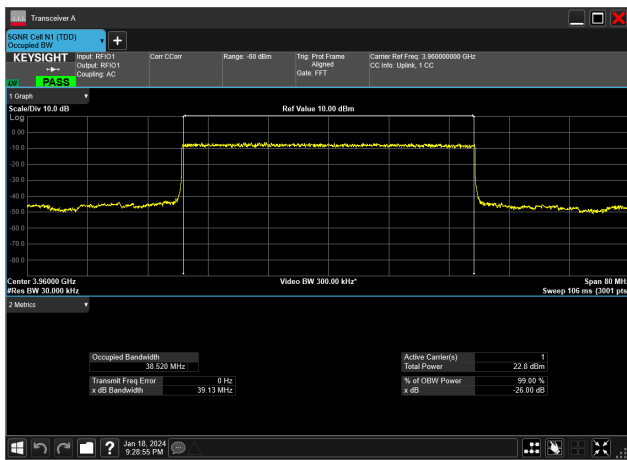 Transceiver A
5GNR Cell N1 (TDD)
Occupied BW
KEYSIGHT
PASS
Input: RFIO1
Output: RFIO1
Coupling: AC
Corr CCorr
Range: -60 dBm
Trig: Prot Frame
Aligned
Gate: FFT
Carrier Ref Freq: 3.960000000 GHz
CC Info: Uplink, 1 CC
1 Graph
Scale/Div 10.0 dB
Ref Value 10.00 dBm
Log
0.00
-10.0
-20.0
-30.0
-40.0
-50.0
-60.0
-70.0
-80.0
Center 3.96000 GHz
Video BW 300.00 kHz*
Span 80 MHz
#Res BW 30.000 kHz
Sweep 106 ms (3001 pts
2 Metrics
Occupied Bandwidth
38.520 MHz
Transmit Freq Error 0 Hz
x dB Bandwidth 39.13 MHz
Active Carrier(s) 1
Total Power 22.8 dBm
% of OBW Power 99.00 %
x dB -26.00 dB
Jan 18, 2024
9:28:55 PM